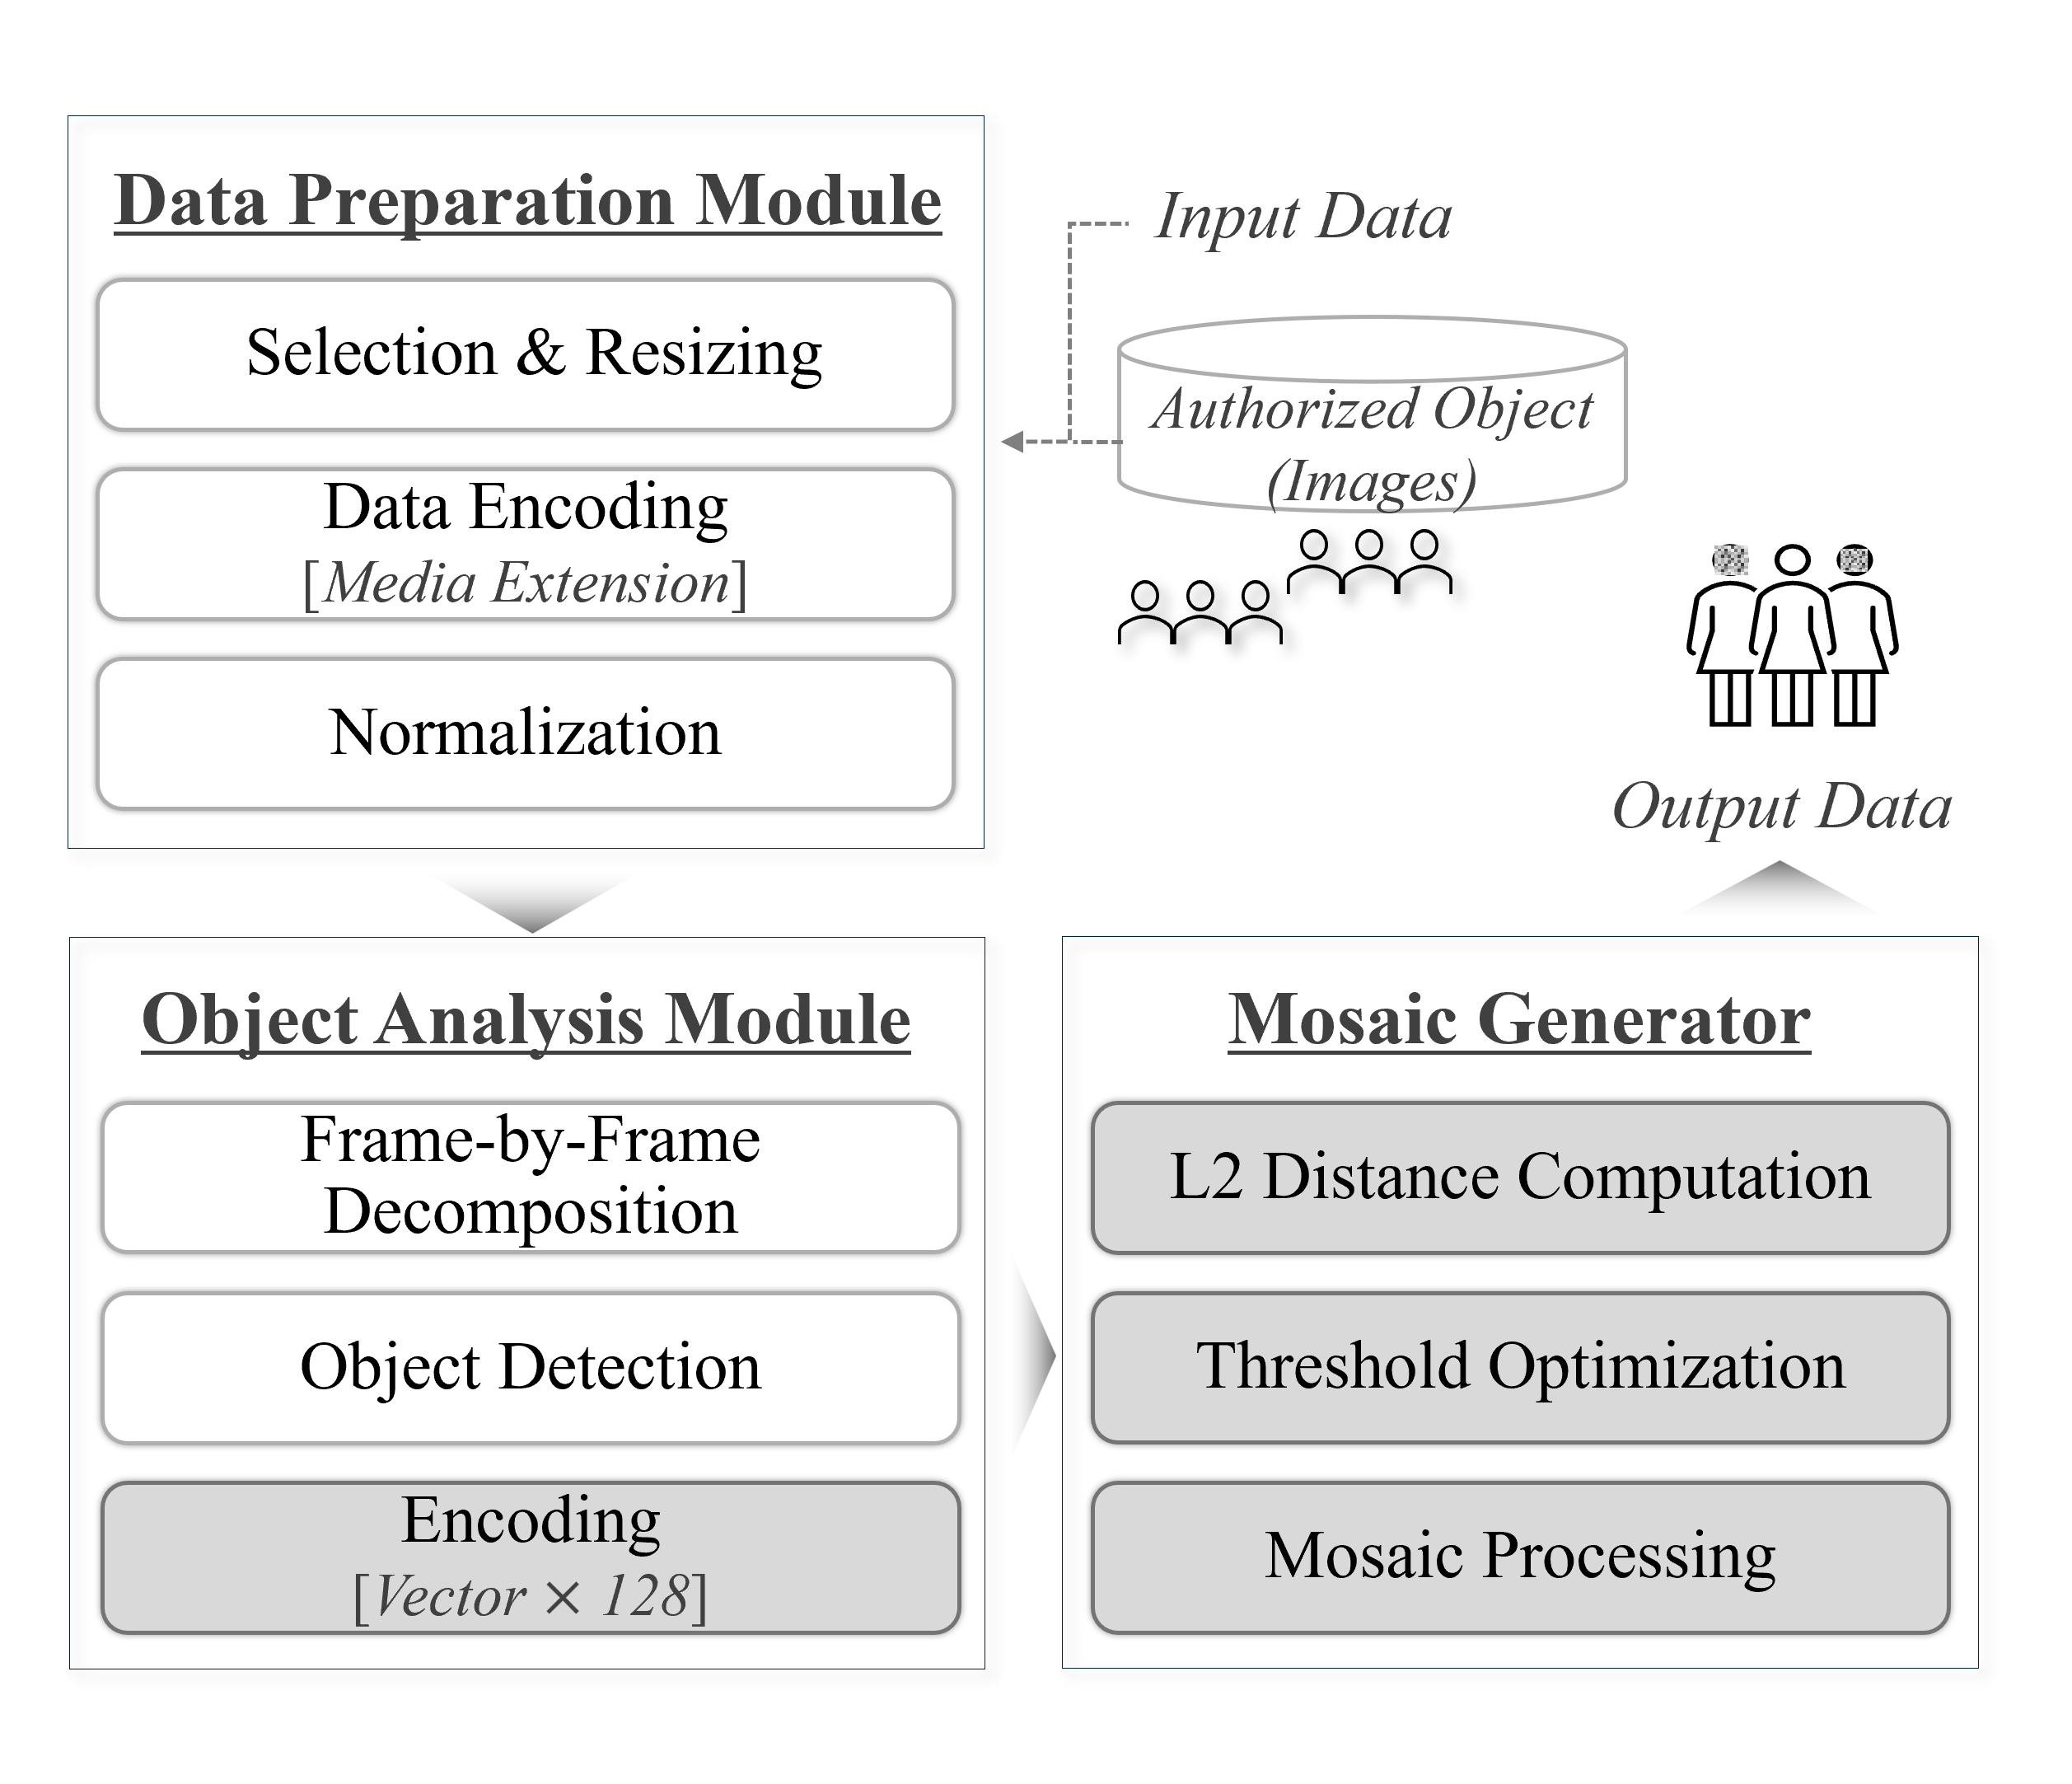 Data Preparation Module
Selection & Resizing
Data Encoding
[Media Extension]
Normalization
Input Data
Authorized Object
(Images)
Output Data
Object Analysis Module
Frame-by-Frame
Decomposition
Object Detection
Encoding
[Vector × 128]
Mosaic Generator
L2 Distance Computation
Threshold Optimization
Mosaic Processing